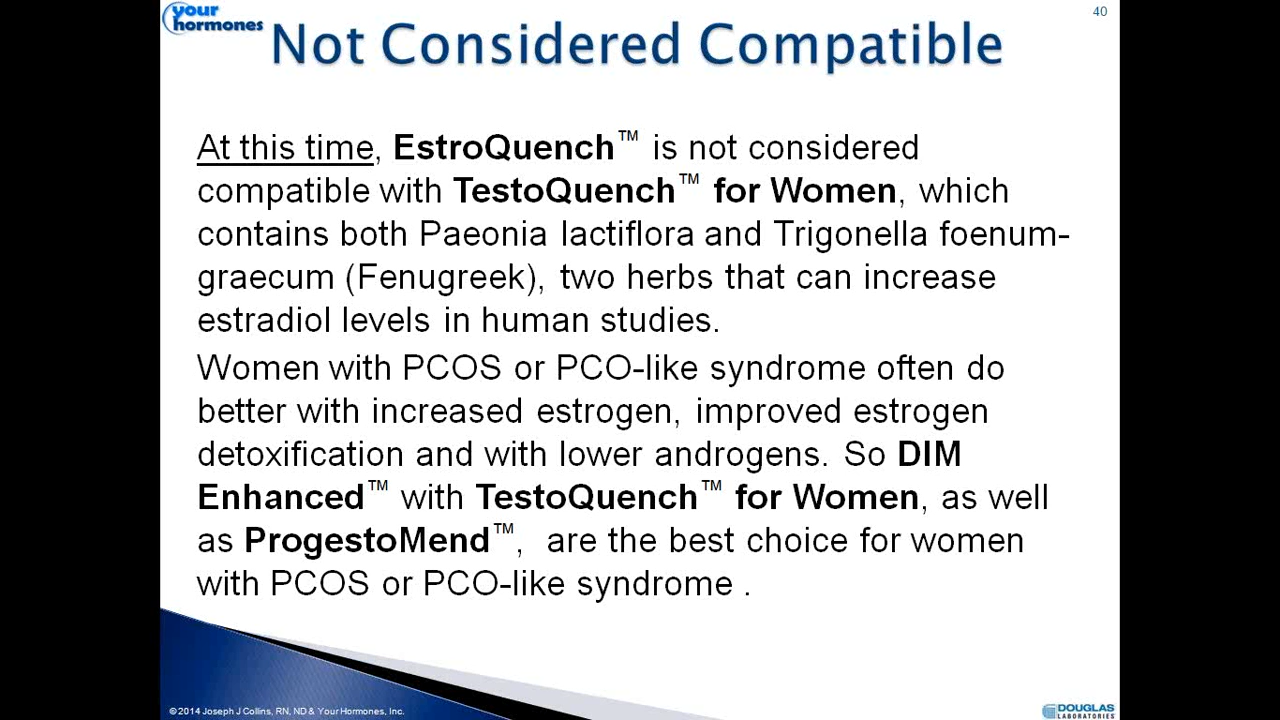 your
hormones
40
Not Considered Compatible
At this time, EstroQuench™ is not considered
compatible with TestoQuench™ for Women, which
contains both Paeonia lactiflora and Trigonella foenum-
graecum (Fenugreek), two herbs that can increase
estradiol levels in human studies.
Women with PCOS or PCO-like syndrome often do
better with increased estrogen, improved estrogen
detoxification and with lower androgens. So DIM
Enhanced™ with TestoQuench™ for Women, as well
as ProgestoMend™, are the best choice for women
with PCOS or PCO-like syndrome .
© 2014 Joseph J Collins, RN, ND & Your Hormones, Inc.
DOUGLAS
LABORATORIES